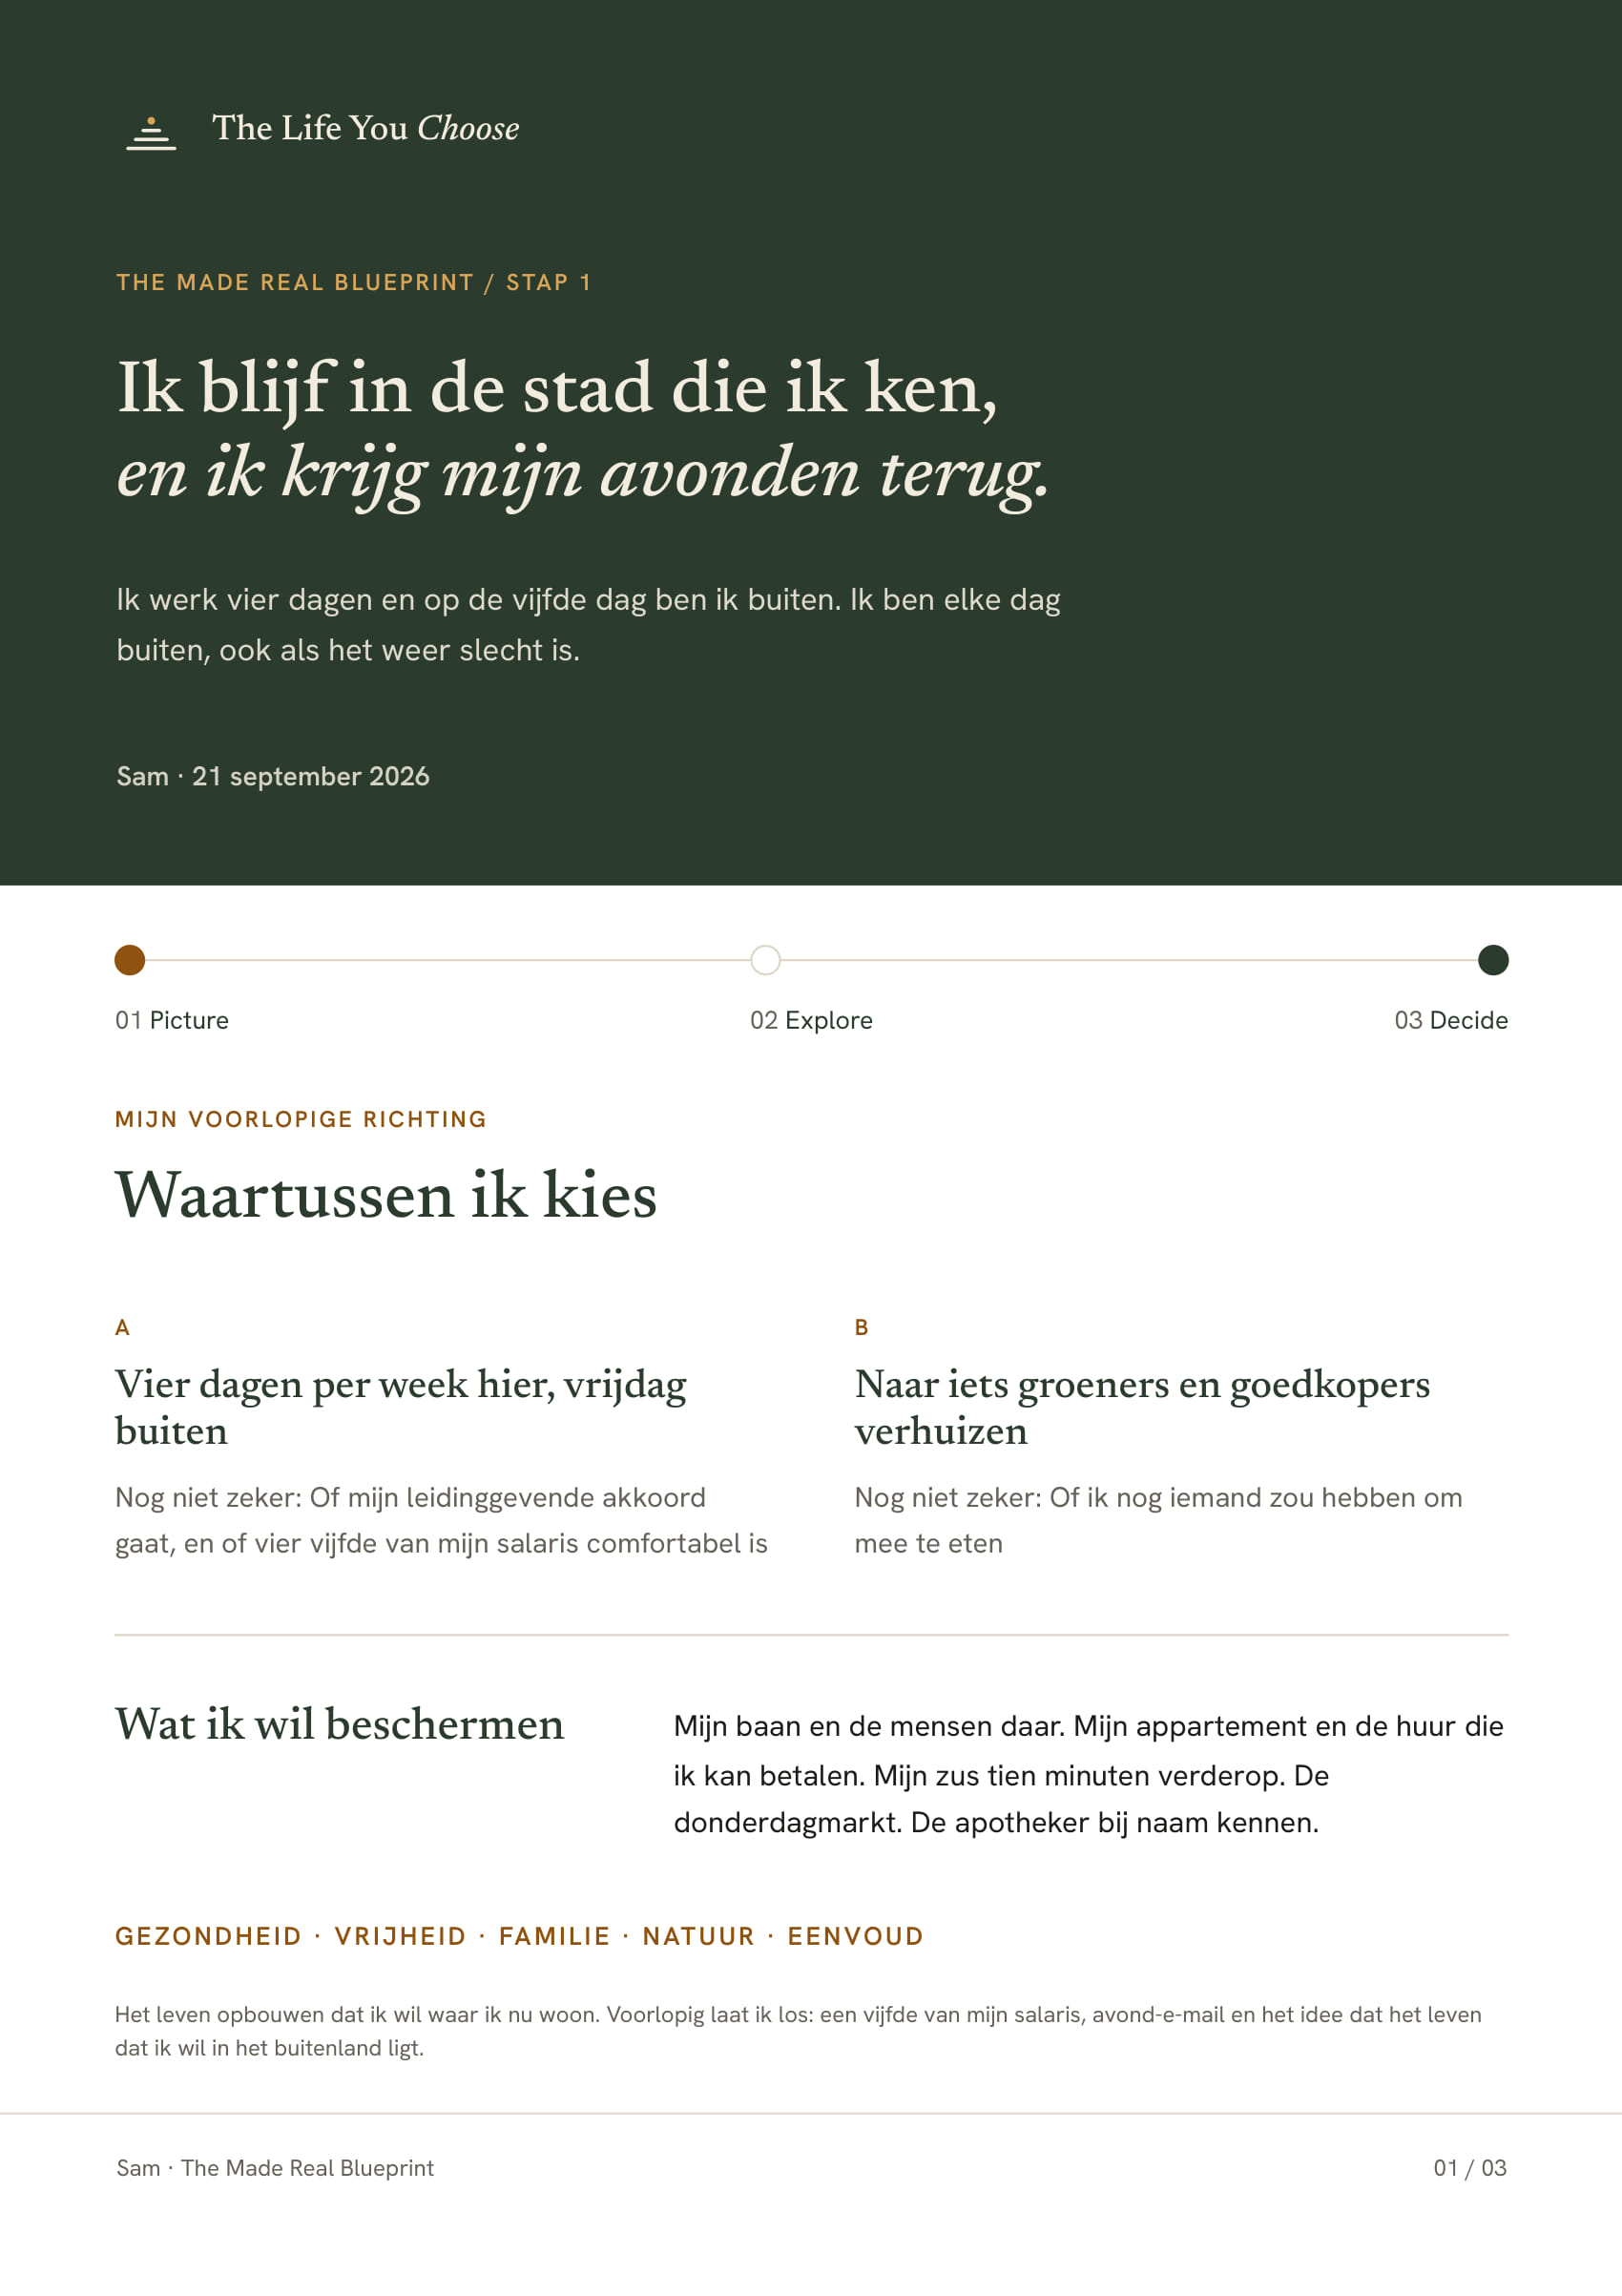 The Life You Choose
THE MADE REAL BLUEPRINT / STAP 1
Ik blijf in de stad die ik ken,
en ik krijg mijn avonden terug.
Ik werk vier dagen en op de vijfde dag ben ik buiten. Ik ben elke dag
buiten, ook als het weer slecht is.
Sam · 21 september 2026
01 Picture
02 Explore
03 Decide
MIJN VOORLOPIGE RICHTING
Waartussen ik kies
A
Vier dagen per week hier, vrijdag
buiten
Nog niet zeker: Of mijn leidinggevende akkoord
gaat, en of vier vijfde van mijn salaris comfortabel is
B
Naar iets groeners en goedkopers
verhuizen
Nog niet zeker: Of ik nog iemand zou hebben om
mee te eten
Wat ik wil beschermen
Mijn baan en de mensen daar. Mijn appartement en de huur die
ik kan betalen. Mijn zus tien minuten verderop. De
donderdagmarkt. De apotheker bij naam kennen.
GEZONDHEID · VRIJHEID · FAMILIE · NATUUR · EENVOUD
Het leven opbouwen dat ik wil waar ik nu woon. Voorlopig laat ik los: een vijfde van mijn salaris, avond-e-mail en het idee dat het leven
dat ik wil in het buitenland ligt.
Sam · The Made Real Blueprint
01 / 03